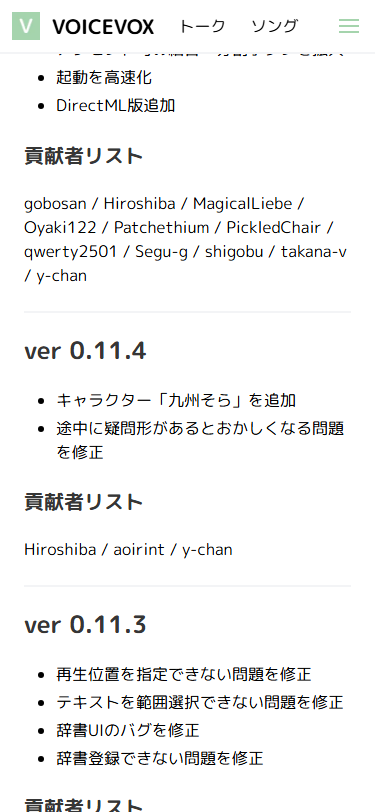 V VOICEVOX トーク ソング
起動を高速化
DirectML版追加
貢献者リスト
gobosan / Hiroshiba / MagicalLiebe /
Oyaki122 / Patchethium / PickledChair /
qwerty2501 / Segu-g / shigobu / takana-v
/ y-chan
ver 0.11.4
キャラクター「九州そら」を追加
途中に疑問形があるとおかしくなる問題
を修正
貢献者リスト
Hiroshiba / aoirint / y-chan
ver 0.11.3
再生位置を指定できない問題を修正
テキストを範囲選択できない問題を修正
辞書UIのバグを修正
辞書登録できない問題を修正
貢献者リスト